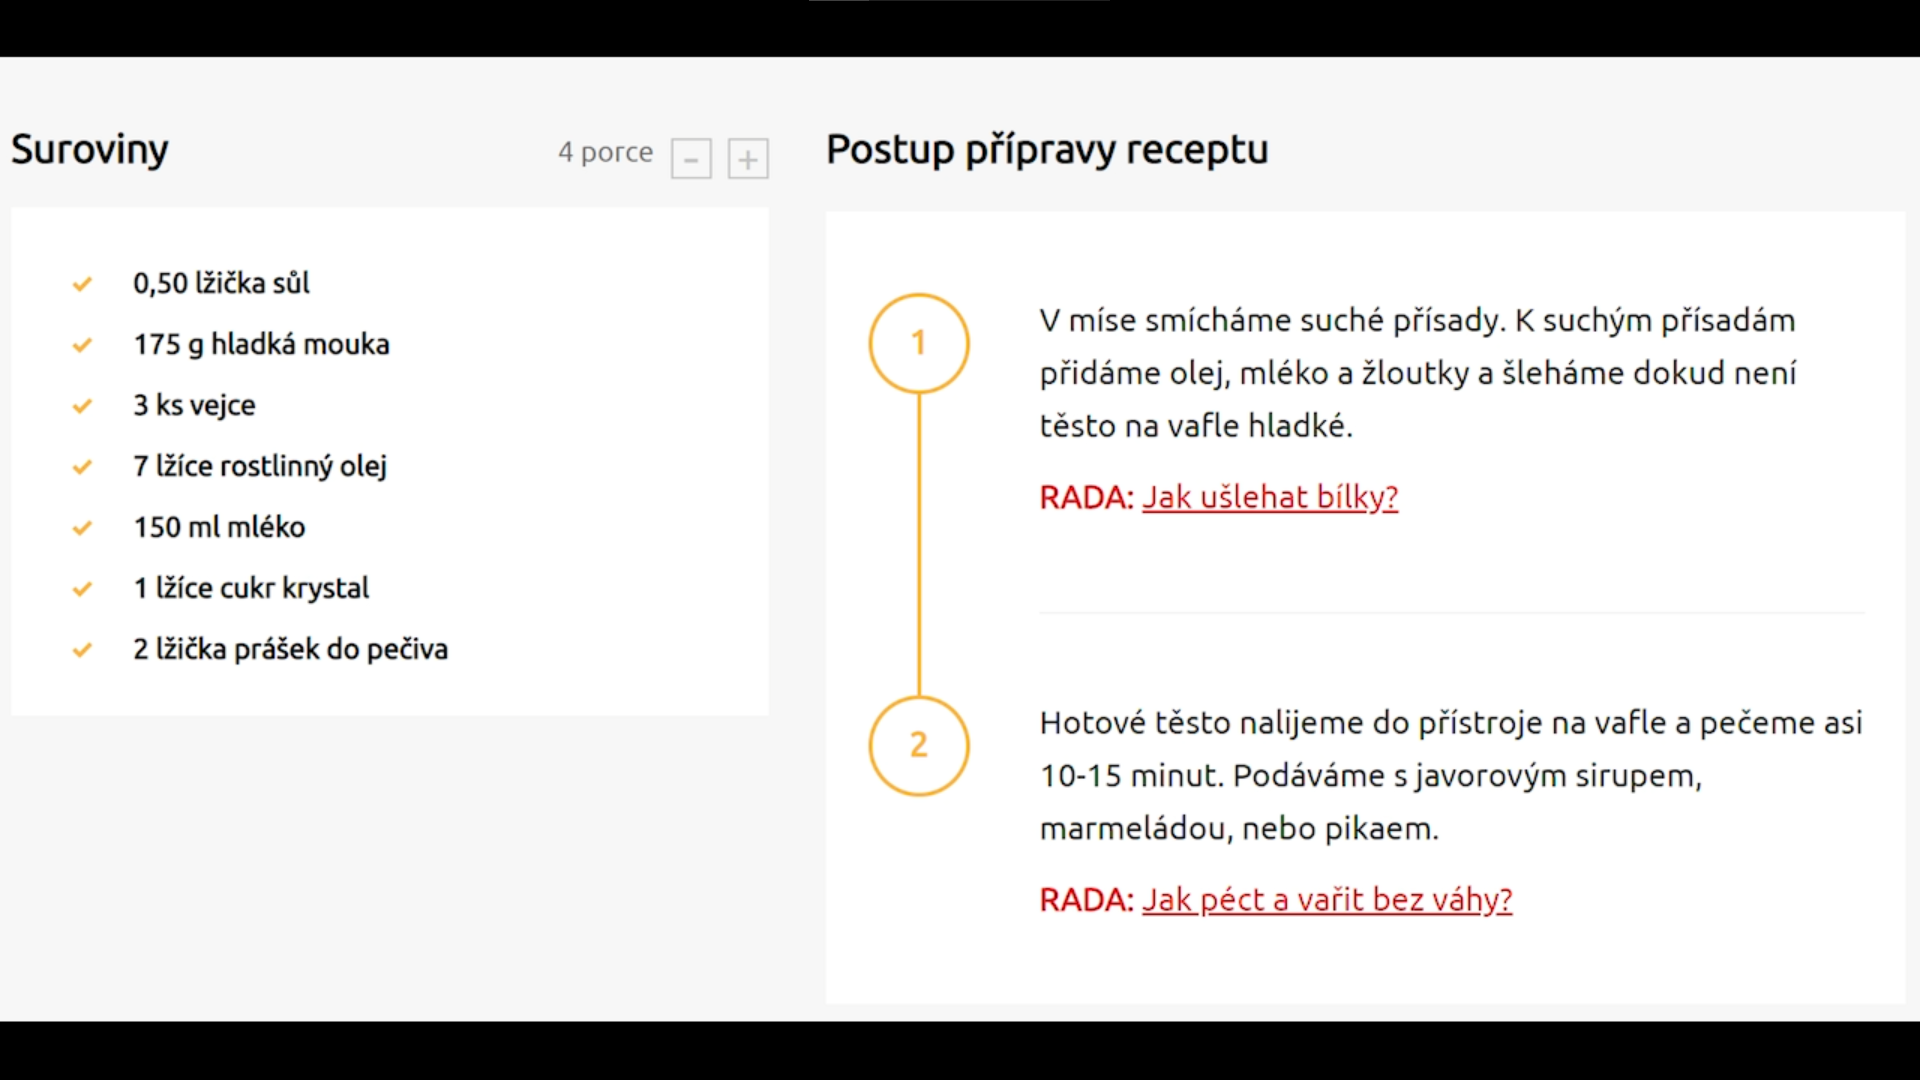 Suroviny
4 porce - +
0,50 lžička sůl
175 g hladká mouka
3 ks vejce
7 lžíce rostlinný olej
150 ml mléko
1 lžíce cukr krystal
2 lžička prášek do pečiva
Postup přípravy receptu
1
V míse smícháme suché přísady. K suchým přísadám
přidáme olej, mléko a žloutky a šleháme dokud není
těsto na vafle hladké.
RADA: Jak ušlehat bílky?
2
Hotové těsto nalijeme do přístroje na vafle a pečeme asi
10-15 minut. Podáváme s javorovým sirupem,
marmeládou, nebo pikaem.
RADA: Jak péct a vařit bez váhy?